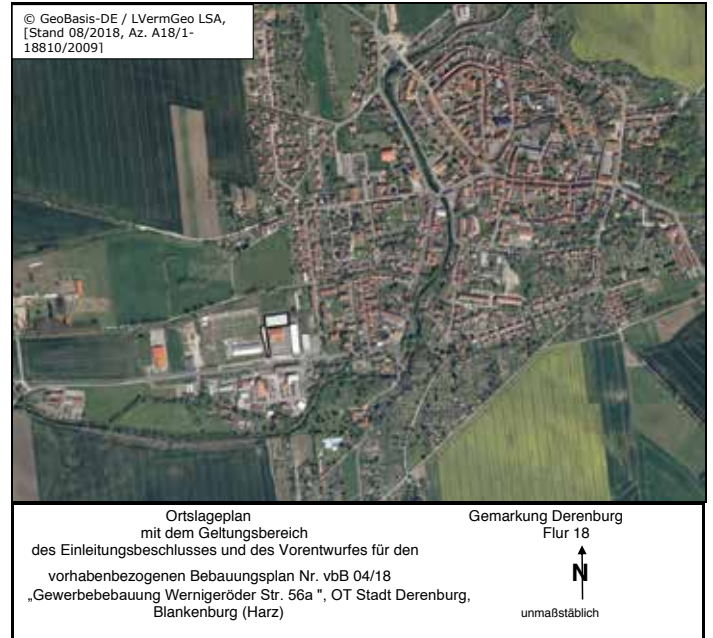 © GeoBasis-DE / LVermGeo LSA,
[Stand 08/2018, Az. A18/1-
18810/2009]
Ortslageplan
mit dem Geltungsbereich
des Einleitungsbeschlusses und des Vorentwurfes für den
vorhabenbezogenen Bebauungsplan Nr. vbB 04/18
„Gewerbebebauung Wernigeröder Str. 56a ", OT Stadt Derenburg,
Blankenburg (Harz)
Gemarkung Derenburg
Flur 18
N
unmaßstäblich